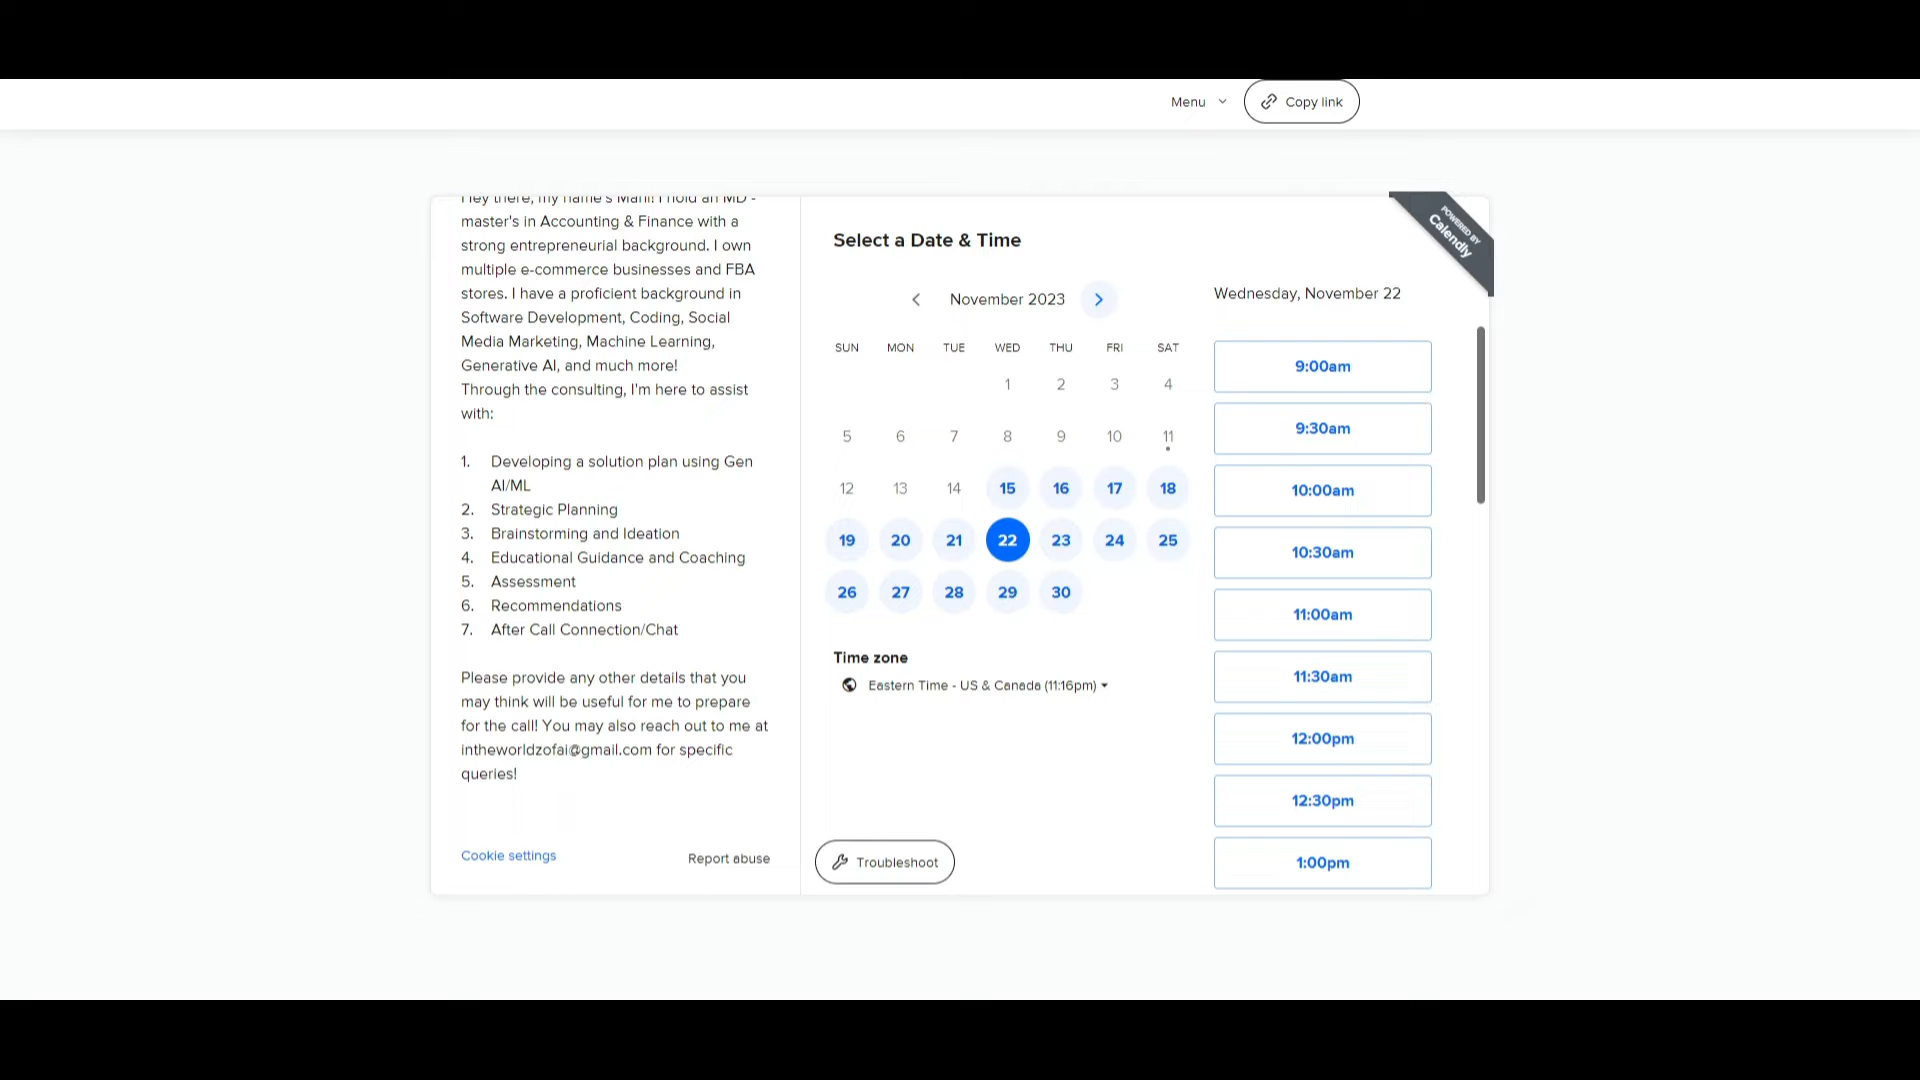 Menu
Copy link
Hey there, my name's Mani! I hold an MD -
master's in Accounting & Finance with a
strong entrepreneurial background. I own
multiple e-commerce businesses and FBA
stores. I have a proficient background in
Software Development, Coding, Social
Media Marketing, Machine Learning,
Generative AI, and much more!
Through the consulting, I'm here to assist
with:
1. Developing a solution plan using Gen
AI/ML
2. Strategic Planning
3. Brainstorming and Ideation
4. Educational Guidance and Coaching
5. Assessment
6. Recommendations
7. After Call Connection/Chat
Please provide any other details that you
may think will be useful for me to prepare
for the call! You may also reach out to me at
intheworldzofai@gmail.com for specific
queries!
Cookie settings
Report abuse
Select a Date & Time
November 2023
SUN MON TUE WED THU FRI SAT
1 2 3 4
5 6 7 8 9 10 11
12 13 14 15 16 17 18
19 20 21 22 23 24 25
26 27 28 29 30
Time zone
Eastern Time - US & Canada (11:16pm)
Troubleshoot
POWERED BY
Calendly
Wednesday, November 22
9:00am
9:30am
10:00am
10:30am
11:00am
11:30am
12:00pm
12:30pm
1:00pm